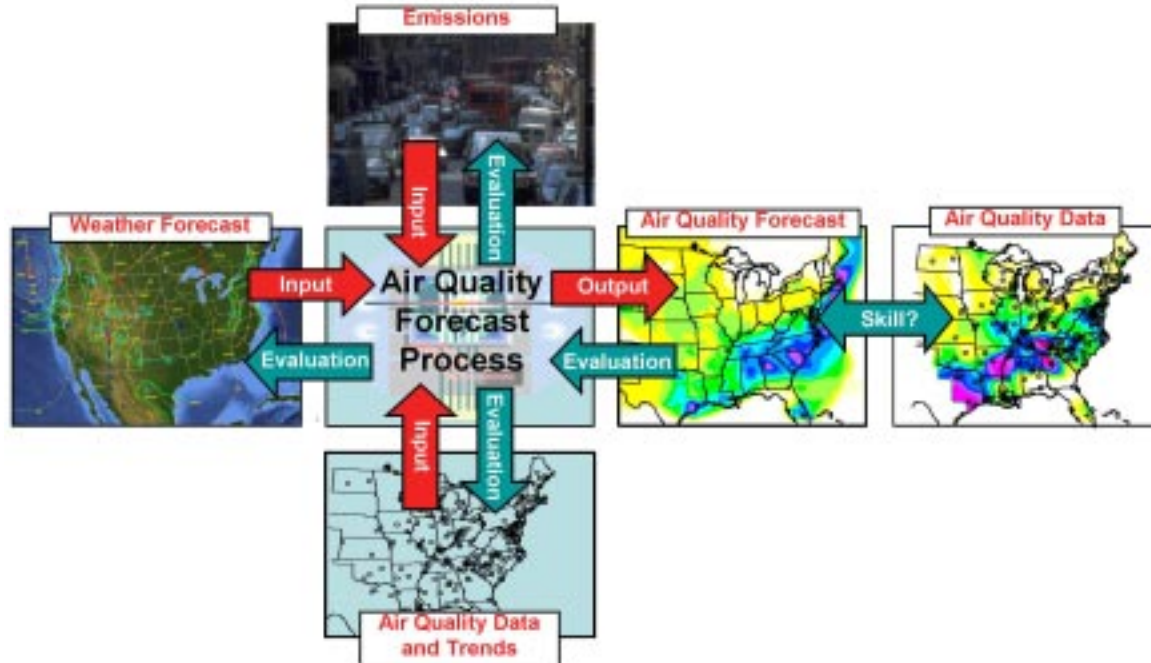 Emissions
Input
Evaluation
Weather Forecast
Air Quality Forecast
Air Quality Data
Input
Air Quality
Forecast
Process
Output
Skill?
Evaluation
Evaluation
Input
Evaluation
Air Quality Data
and Trends